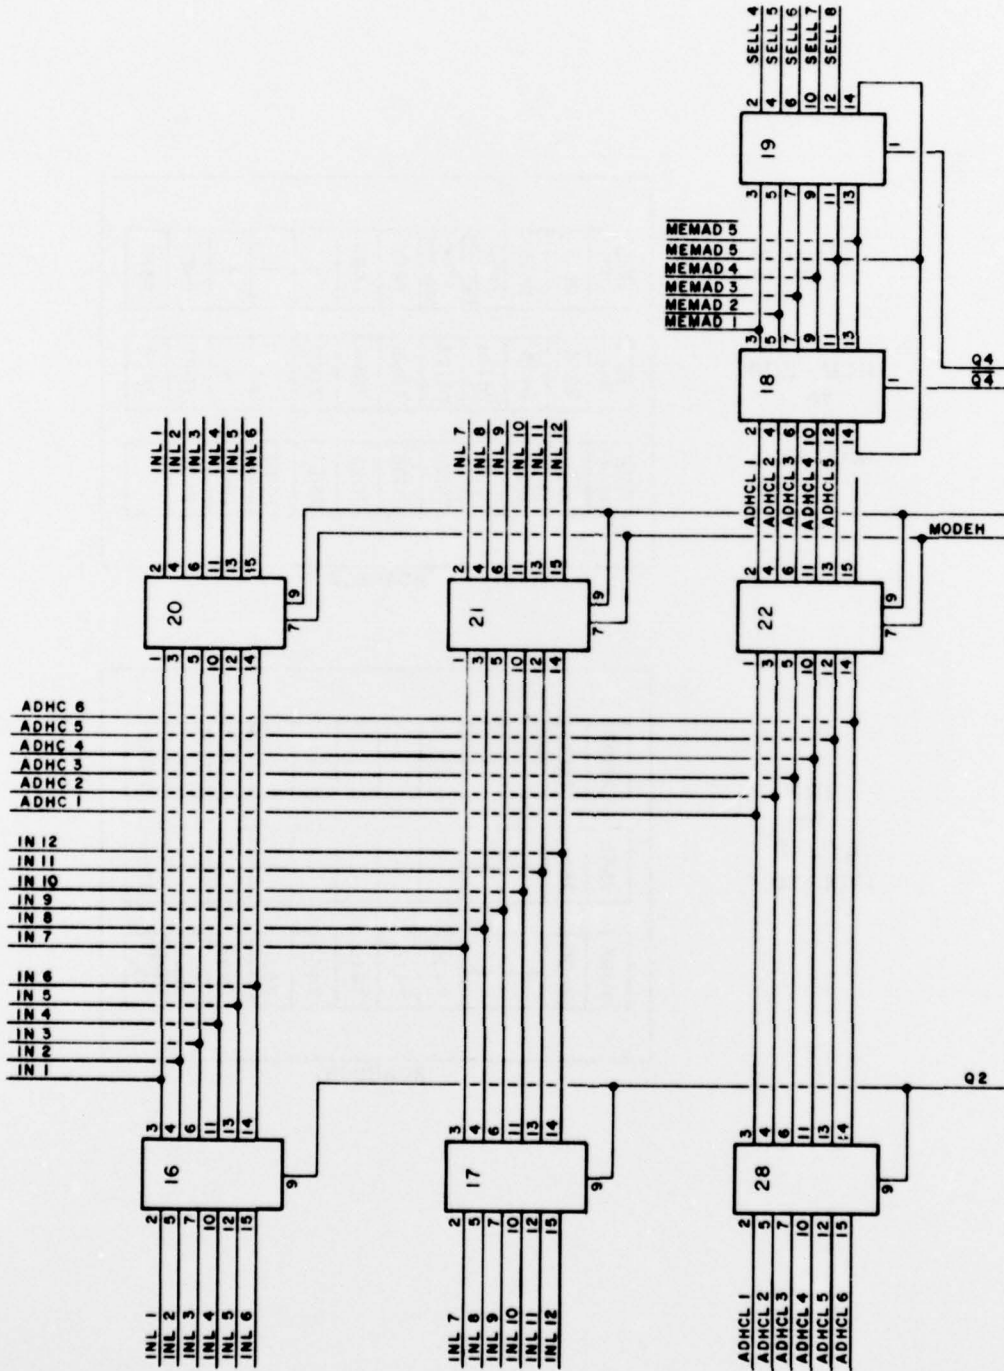 SELL 4
SELL 5
SELL 6
SELL 7
SELL 8
2
4
6
10
12
14
19
1
3
5
7
9
11
13
MEMAD 5
MEMAD 5
MEMAD 4
MEMAD 3
MEMAD 2
MEMAD 1
3
5
7
9
11
13
18
1
Q4
Q4
2
4
6
10
12
14
ADHCL 1
ADHCL 2
ADHCL 3
ADHCL 4
ADHCL 5
INL 1
INL 2
INL 3
INL 4
INL 5
INL 6
INL 7
INL 8
INL 9
INL 10
INL 11
INL 12
MODEH
2
4
6
11
13
15
20
9
7
1
3
5
10
12
14
2
4
6
11
13
15
21
9
7
1
3
5
10
12
14
2
4
6
11
13
15
22
9
7
1
3
5
10
12
14
ADHC 6
ADHC 5
ADHC 4
ADHC 3
ADHC 2
ADHC 1
IN 12
IN 11
IN 10
IN 9
IN 8
IN 7
IN 6
IN 5
IN 4
IN 3
IN 2
IN 1
Q2
3
4
6
11
13
14
16
9
2
5
7
10
12
15
3
4
6
11
13
14
17
9
2
5
7
10
12
15
3
4
6
11
13
14
28
9
2
5
7
10
12
15
INL 1
INL 2
INL 3
INL 4
INL 5
INL 6
INL 7
INL 8
INL 9
INL 10
INL 11
INL 12
ADHCL 1
ADHCL 2
ADHCL 3
ADHCL 4
ADHCL 5
ADHCL 6